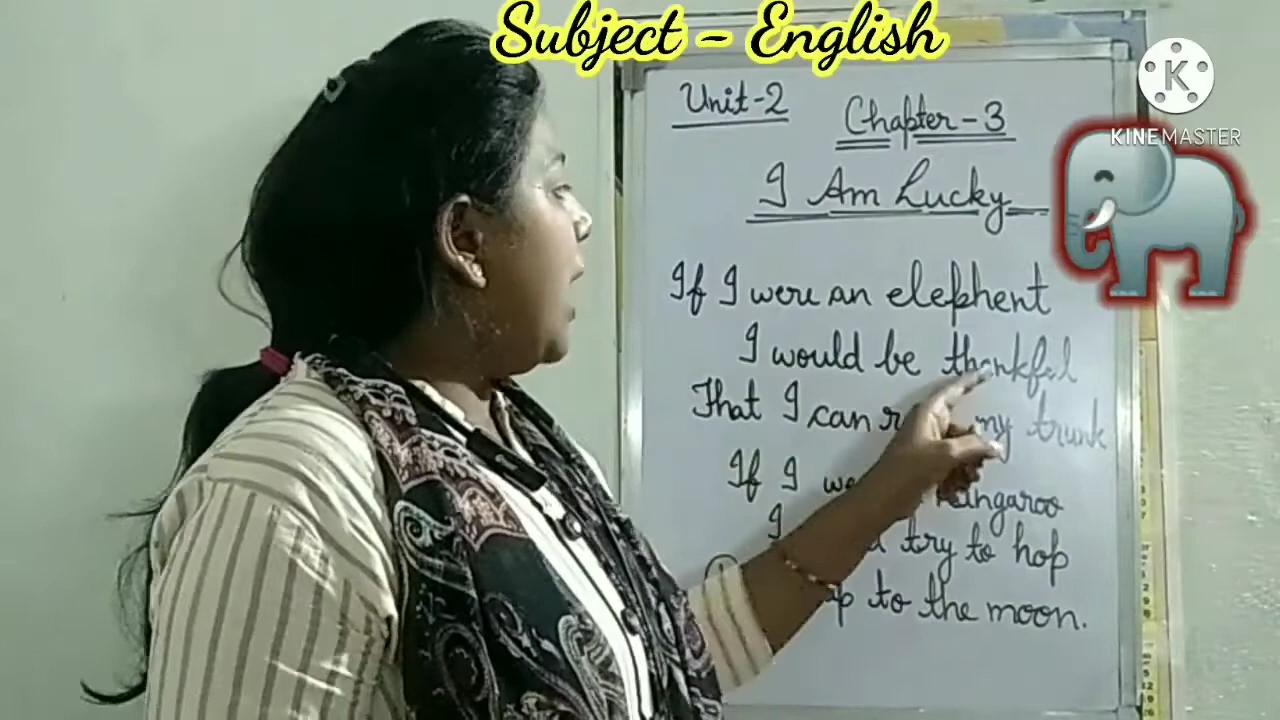 Subject - English
Unit-2
Chapter-3
I Am Lucky
KINEMASTER
If I were an elephent
I would be thankful
That I can my trunk
If I kangaroo
I try to hop
to the moon.